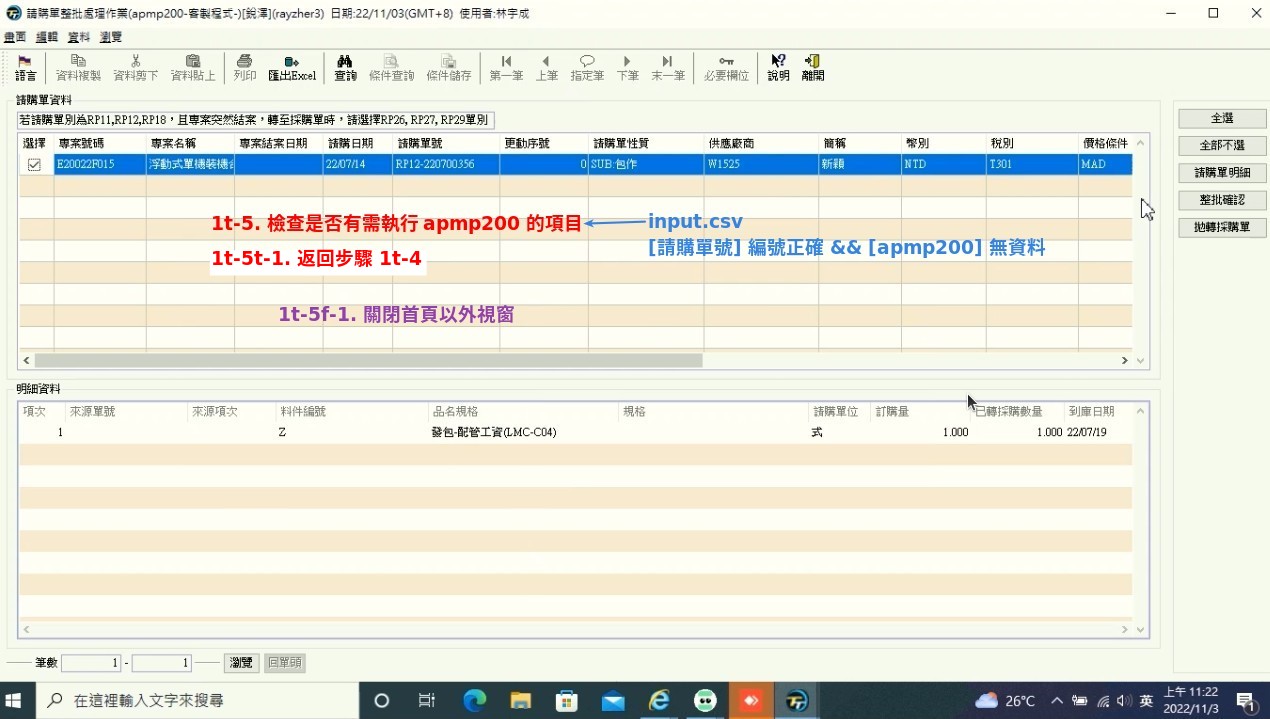 請購單整批處理作業(apmp200-客製程式-)[銳澤](rayzher3) 日期:22/11/03(GMT+8) 使用者:林宇成
畫面 編輯 資料 瀏覽
語言 資料複製 資料剪下 資料貼上 列印 匯出Excel 查詢 條件查詢 條件儲存 第一筆 上筆 指定筆 下筆 末一筆 必要欄位 說明 離開
請購單資料
若請購單別為RP11,RP12,RP18，且專案突然結案，轉至採購單時，請選擇RP26, RP27, RP29單別
全選
全部不選
請購單明細
整批確認
拋轉採購單
選擇 專案號碼 專案名稱 專案結案日期 請購日期 請購單號 更動序號 請購單性質 供應廠商 簡稱 幣別 稅別 價格條件
E20022F015 浮動式單機裝機 22/07/14 RP12-220700356 0 SUB:包作 W1525 新穎 NTD T301 MAD
1t-5. 檢查是否有需執行 apmp200 的項目
input.csv
[請購單號] 編號正確 && [apmp200] 無資料
1t-5t-1. 返回步驟 1t-4
1t-5f-1. 關閉首頁以外視窗
明細資料
項次 來源單號 來源項次 料件編號 品名規格 規格 請購單位 訂購量 已轉採購數量 到庫日期
1 Z 發包-配管工資(LMC-C04) 式 1.000 1.000 22/07/19
筆數 1 - 1 瀏覽 回單頭
在這裡輸入文字來搜尋
26°C 英 上午 11:22
2022/11/3
1